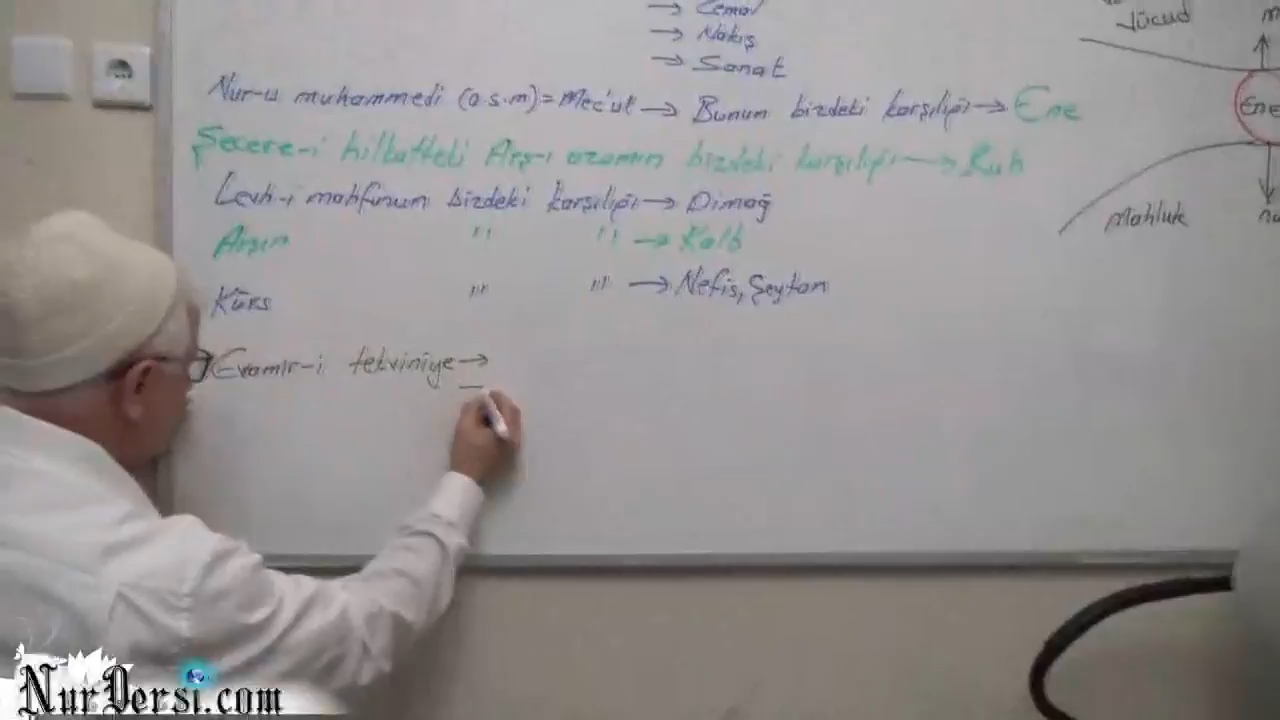 → Cemal
→ Nakış
→ Sanat
Nur-u muhammedi (a.s.m) = Mec'ut → Bunun bizdeki karşılığı → Ene
Şecere-i hilkatteki Arş-ı azamın bizdeki karşılığı → Ruh
Levh-i mahfuzun bizdeki karşılığı → Dimağ
Arşın " " → Kalb
Kürs " " → Nefis, Şeytan
Evamir-i tekviniye →
Vücud
Ene
Mahluk
NurDersi.com